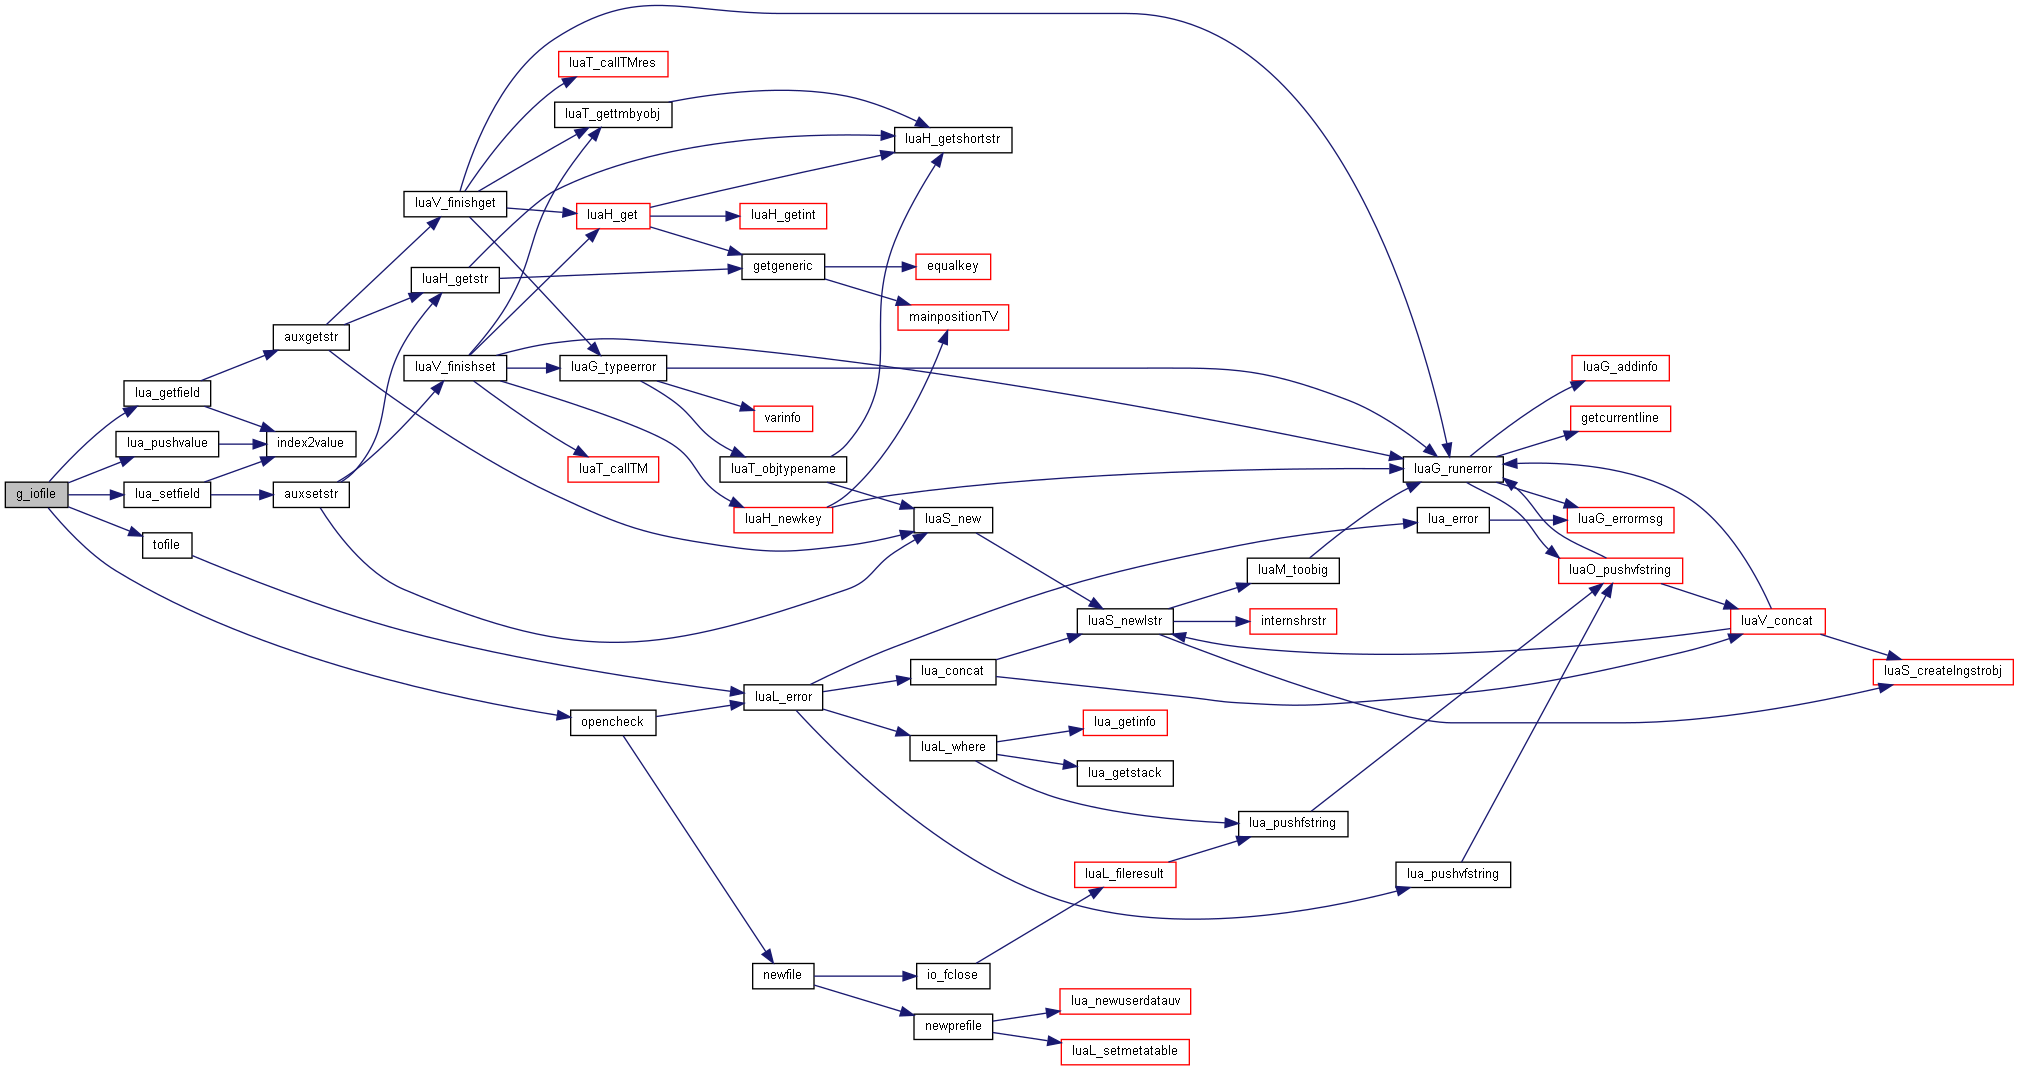 luaT_callTMres
luaT_gettmbyobj
luaH_getshortstr
luaV_finishget
luaH_get
luaH_getint
getgeneric
equalkey
luaH_getstr
mainpositionTV
auxgetstr
luaV_finishset
luaG_typeerror
luaG_addinfo
lua_getfield
varinfo
getcurrentline
lua_pushvalue
index2value
luaT_callTM
luaT_objtypename
luaG_runerror
g_iofile
lua_setfield
auxsetstr
luaH_newkey
luaS_new
lua_error
luaG_errormsg
tofile
luaM_toobig
luaO_pushvfstring
luaS_newlstr
internshrstr
luaV_concat
lua_concat
luaS_createlngstrobj
luaL_error
opencheck
lua_getinfo
luaL_where
lua_getstack
lua_pushfstring
luaL_fileresult
lua_pushvfstring
newfile
io_fclose
lua_newuserdatauv
newprefile
luaL_setmetatable